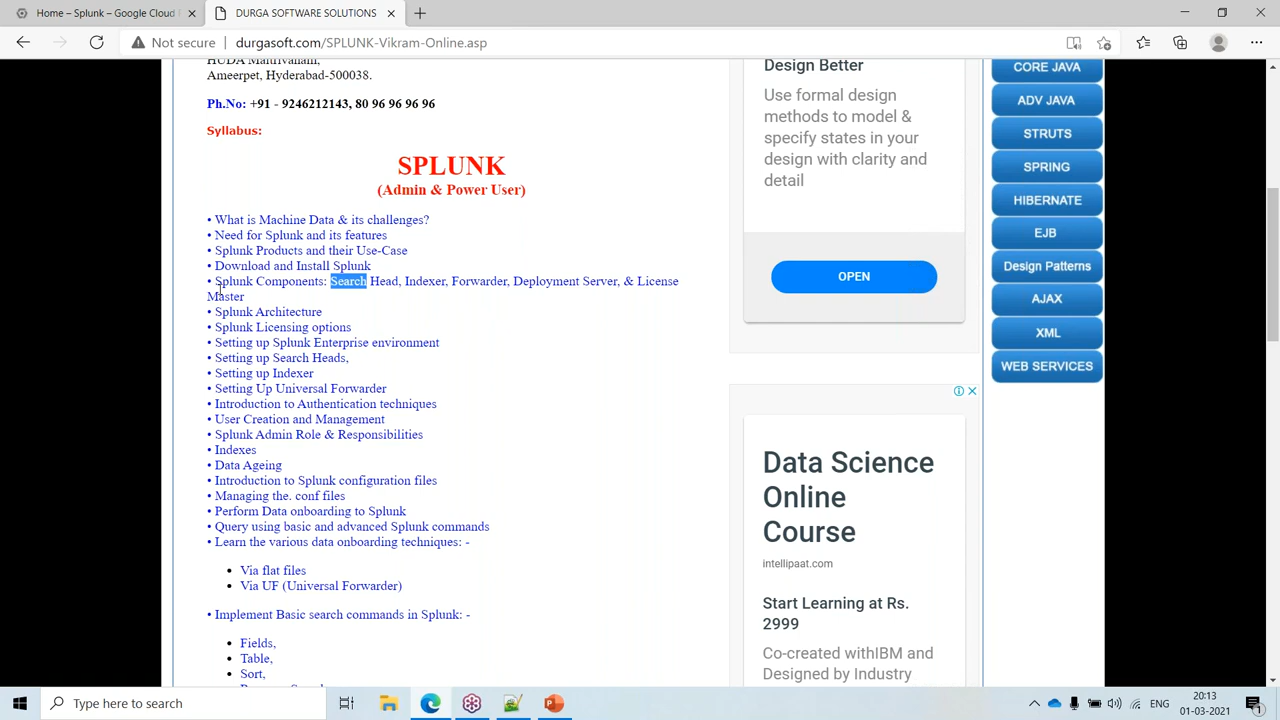 Home – Splunk – Splunk Cloud F
DURGA SOFTWARE SOLUTIONS
Not secure
durgasoft.com/SPLUNK-Vikram-Online.asp
HUDA Maitrivanam,
Ameerpet, Hyderabad-500038.
Ph.No: +91 - 9246212143, 80 96 96 96 96
Syllabus:
SPLUNK
(Admin & Power User)
• What is Machine Data & its challenges?
• Need for Splunk and its features
• Splunk Products and their Use-Case
• Download and Install Splunk
• Splunk Components: Search Head, Indexer, Forwarder, Deployment Server, & License
Master
• Splunk Architecture
• Splunk Licensing options
• Setting up Splunk Enterprise environment
• Setting up Search Heads,
• Setting up Indexer
• Setting Up Universal Forwarder
• Introduction to Authentication techniques
• User Creation and Management
• Splunk Admin Role & Responsibilities
• Indexes
• Data Ageing
• Introduction to Splunk configuration files
• Managing the. conf files
• Perform Data onboarding to Splunk
• Query using basic and advanced Splunk commands
• Learn the various data onboarding techniques: -
• Via flat files
• Via UF (Universal Forwarder)
• Implement Basic search commands in Splunk: -
• Fields,
• Table,
• Sort,
Design Better
Use formal design
methods to model &
specify states in your
design with clarity and
detail
OPEN
Data Science
Online
Course
intellipaat.com
Start Learning at Rs.
2999
Co-created withIBM and
Designed by Industry
CORE JAVA
ADV JAVA
STRUTS
SPRING
HIBERNATE
EJB
Design Patterns
AJAX
XML
WEB SERVICES
Type here to search
20:13
01-03-2021
1